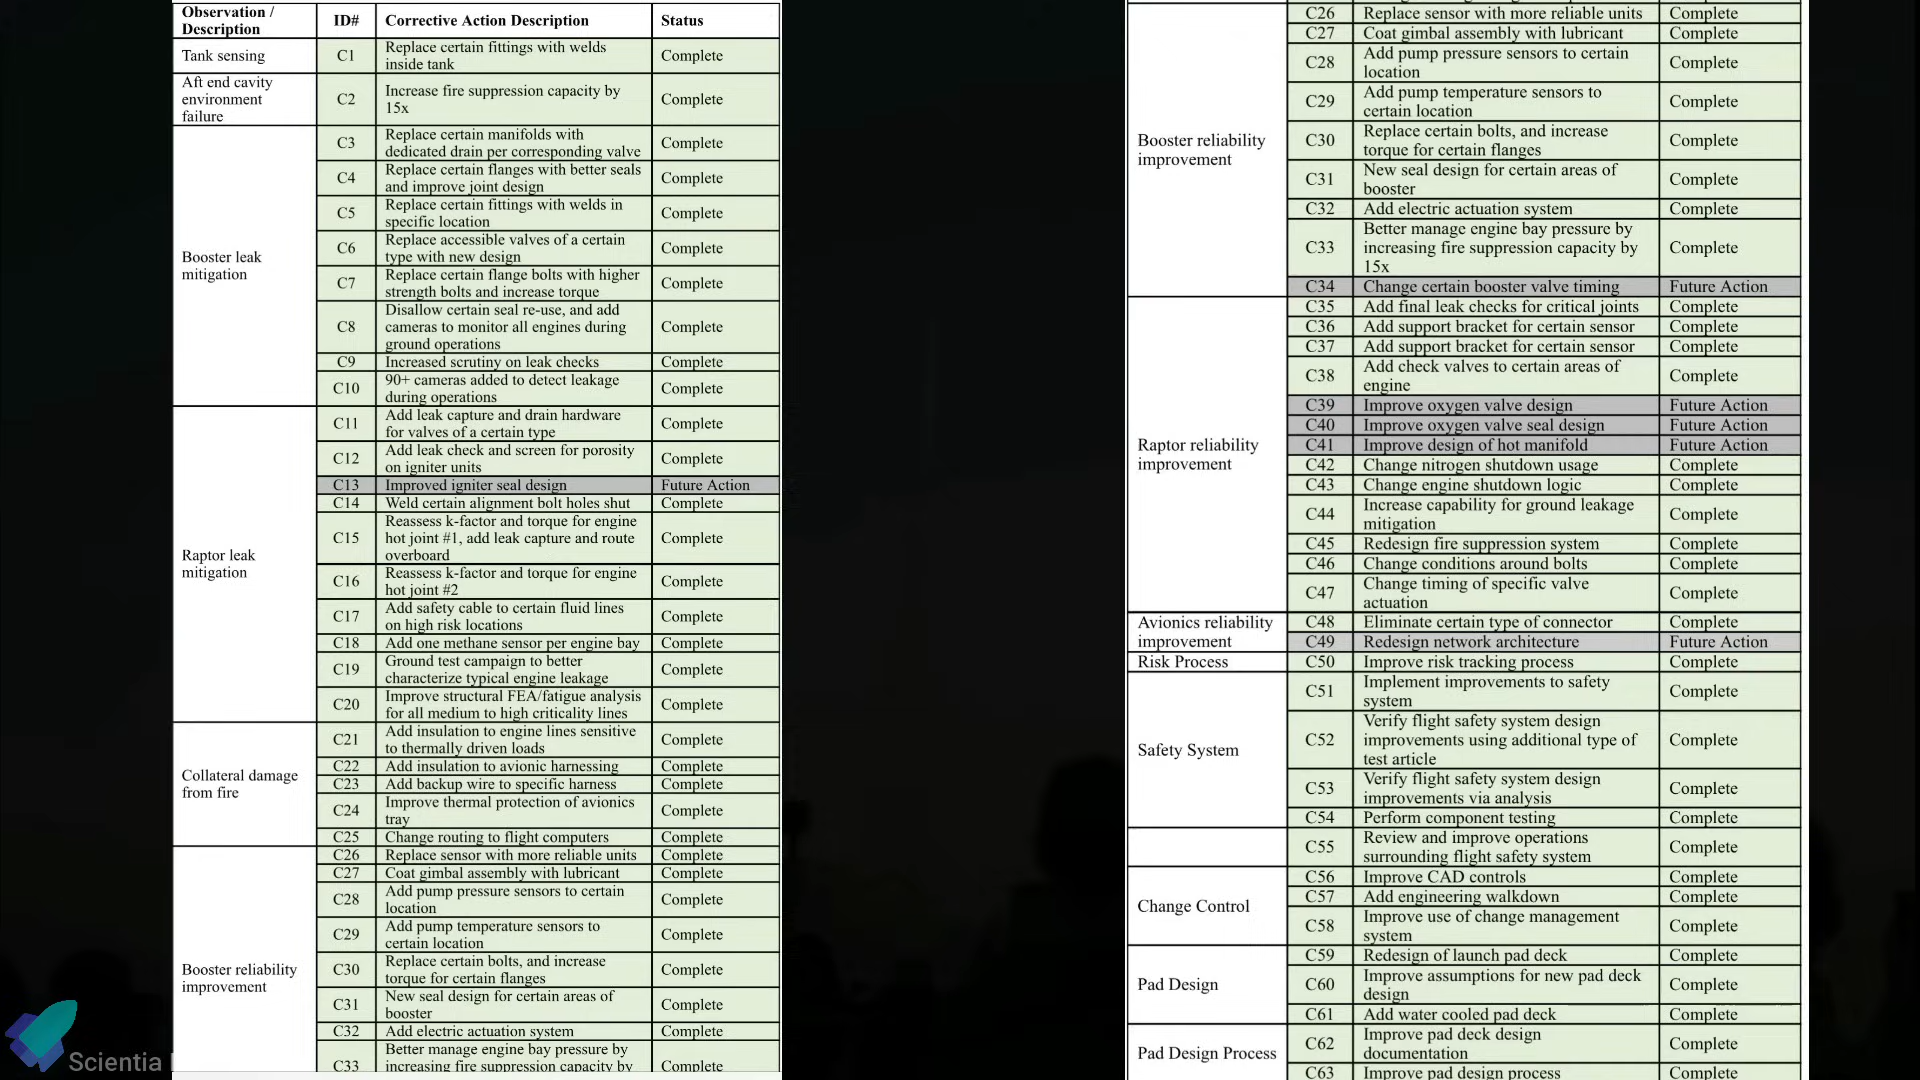 Observation /
Description
ID#
Corrective Action Description
Status
Tank sensing
C1
Replace certain fittings with welds
inside tank
Complete
Aft end cavity
environment
failure
C2
Increase fire suppression capacity by
15x
Complete
Booster leak
mitigation
C3
Replace certain manifolds with
dedicated drain per corresponding valve
Complete
C4
Replace certain flanges with better seals
and improve joint design
Complete
C5
Replace certain fittings with welds in
specific location
Complete
C6
Replace accessible valves of a certain
type with new design
Complete
C7
Replace certain flange bolts with higher
strength bolts and increase torque
Complete
C8
Disallow certain seal re-use, and add
cameras to monitor all engines during
ground operations
Complete
C9
Increased scrutiny on leak checks
Complete
C10
90+ cameras added to detect leakage
during operations
Complete
Raptor leak
mitigation
C11
Add leak capture and drain hardware
for valves of a certain type
Complete
C12
Add leak check and screen for porosity
on igniter units
Complete
C13
Improved igniter seal design
Future Action
C14
Weld certain alignment bolt holes shut
Complete
C15
Reassess k-factor and torque for engine
hot joint #1, add leak capture and route
overboard
Complete
C16
Reassess k-factor and torque for engine
hot joint #2
Complete
C17
Add safety cable to certain fluid lines
on high risk locations
Complete
C18
Add one methane sensor per engine bay
Complete
C19
Ground test campaign to better
characterize typical engine leakage
Complete
C20
Improve structural FEA/fatigue analysis
for all medium to high criticality lines
Complete
Collateral damage
from fire
C21
Add insulation to engine lines sensitive
to thermally driven loads
Complete
C22
Add insulation to avionic harnessing
Complete
C23
Add backup wire to specific harness
Complete
C24
Improve thermal protection of avionics
tray
Complete
C25
Change routing to flight computers
Complete
Booster reliability
improvement
C26
Replace sensor with more reliable units
Complete
C27
Coat gimbal assembly with lubricant
Complete
C28
Add pump pressure sensors to certain
location
Complete
C29
Add pump temperature sensors to
certain location
Complete
C30
Replace certain bolts, and increase
torque for certain flanges
Complete
C31
New seal design for certain areas of
booster
Complete
C32
Add electric actuation system
Complete
C33
Better manage engine bay pressure by
increasing fire suppression capacity by
Complete
Scientia
Booster reliability
improvement
C26
Replace sensor with more reliable units
Complete
C27
Coat gimbal assembly with lubricant
Complete
C28
Add pump pressure sensors to certain
location
Complete
C29
Add pump temperature sensors to
certain location
Complete
C30
Replace certain bolts, and increase
torque for certain flanges
Complete
C31
New seal design for certain areas of
booster
Complete
C32
Add electric actuation system
Complete
C33
Better manage engine bay pressure by
increasing fire suppression capacity by
15x
Complete
C34
Change certain booster valve timing
Future Action
Raptor reliability
improvement
C35
Add final leak checks for critical joints
Complete
C36
Add support bracket for certain sensor
Complete
C37
Add support bracket for certain sensor
Complete
C38
Add check valves to certain areas of
engine
Complete
C39
Improve oxygen valve design
Future Action
C40
Improve oxygen valve seal design
Future Action
C41
Improve design of hot manifold
Future Action
C42
Change nitrogen shutdown usage
Complete
C43
Change engine shutdown logic
Complete
C44
Increase capability for ground leakage
mitigation
Complete
C45
Redesign fire suppression system
Complete
C46
Change conditions around bolts
Complete
C47
Change timing of specific valve
actuation
Complete
Avionics reliability
improvement
C48
Eliminate certain type of connector
Complete
C49
Redesign network architecture
Future Action
Risk Process
C50
Improve risk tracking process
Complete
Safety System
C51
Implement improvements to safety
system
Complete
C52
Verify flight safety system design
improvements using additional type of
test article
Complete
C53
Verify flight safety system design
improvements via analysis
Complete
C54
Perform component testing
Complete
C55
Review and improve operations
surrounding flight safety system
Complete
Change Control
C56
Improve CAD controls
Complete
C57
Add engineering walkdown
Complete
C58
Improve use of change management
system
Complete
Pad Design
C59
Redesign of launch pad deck
Complete
C60
Improve assumptions for new pad deck
design
Complete
C61
Add water cooled pad deck
Complete
Pad Design Process
C62
Improve pad deck design
documentation
Complete
C63
Improve pad design process
Complete